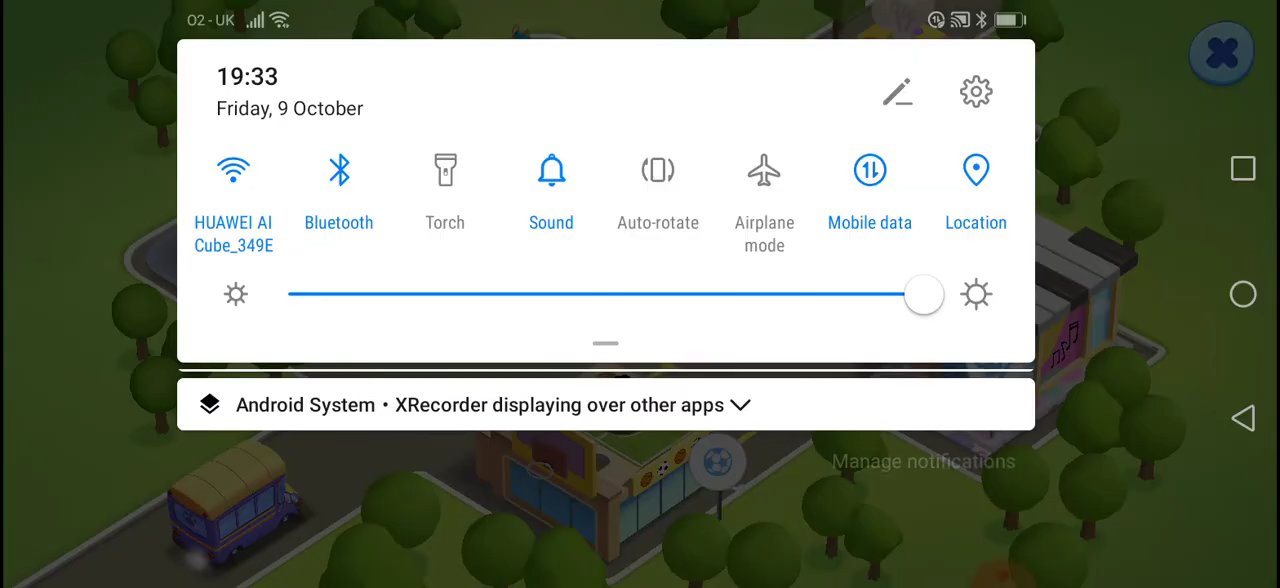 O2 - UK
19:33
Friday, 9 October
HUAWEI AI
Cube_349E
Bluetooth
Torch
Sound
Auto-rotate
Airplane
mode
Mobile data
Location
Android System • XRecorder displaying over other apps
Manage notifications